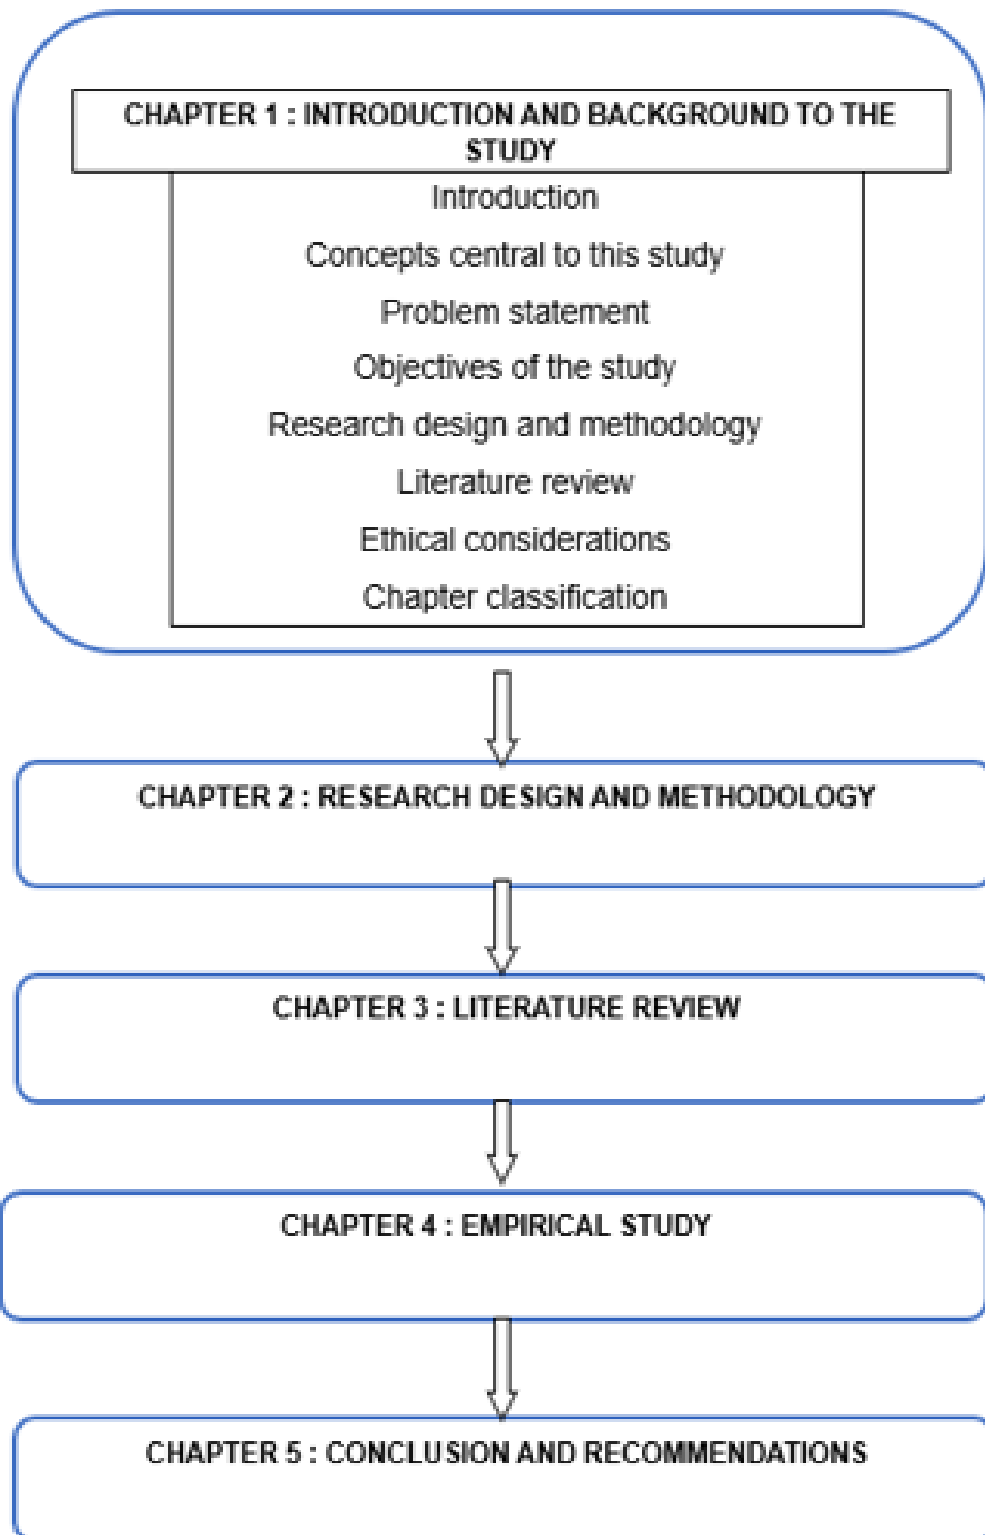 CHAPTER 1 : INTRODUCTION AND BACKGROUND TO THE
STUDY
Introduction
Concepts central to this study
Problem statement
Objectives of the study
Research design and methodology
Literature review
Ethical considerations
Chapter classification
CHAPTER 2 : RESEARCH DESIGN AND METHODOLOGY
CHAPTER 3 : LITERATURE REVIEW
CHAPTER 4 : EMPIRICAL STUDY
CHAPTER 5 : CONCLUSION AND RECOMMENDATIONS